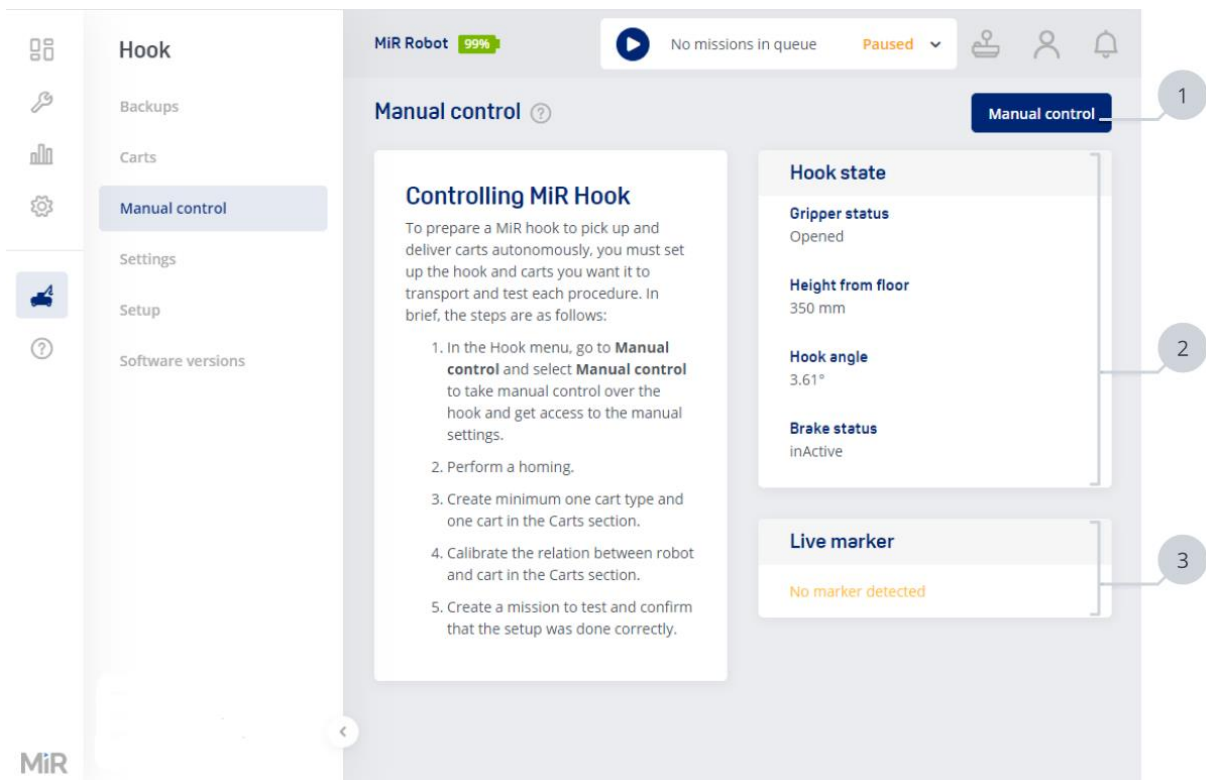 Hook
Backups
Carts
Manual control
Settings
Setup
Software versions
MiR
MiR Robot 99%
No missions in queue Paused
Manual control ?
Manual control
1
Controlling MiR Hook
To prepare a MiR hook to pick up and
deliver carts autonomously, you must set
up the hook and carts you want it to
transport and test each procedure. In
brief, the steps are as follows:
1. In the Hook menu, go to Manual
control and select Manual control
to take manual control over the
hook and get access to the manual
settings.
2. Perform a homing.
3. Create minimum one cart type and
one cart in the Carts section.
4. Calibrate the relation between robot
and cart in the Carts section.
5. Create a mission to test and confirm
that the setup was done correctly.
Hook state
Gripper status
Opened
Height from floor
350 mm
Hook angle
3.61°
Brake status
inActive
2
Live marker
No marker detected
3